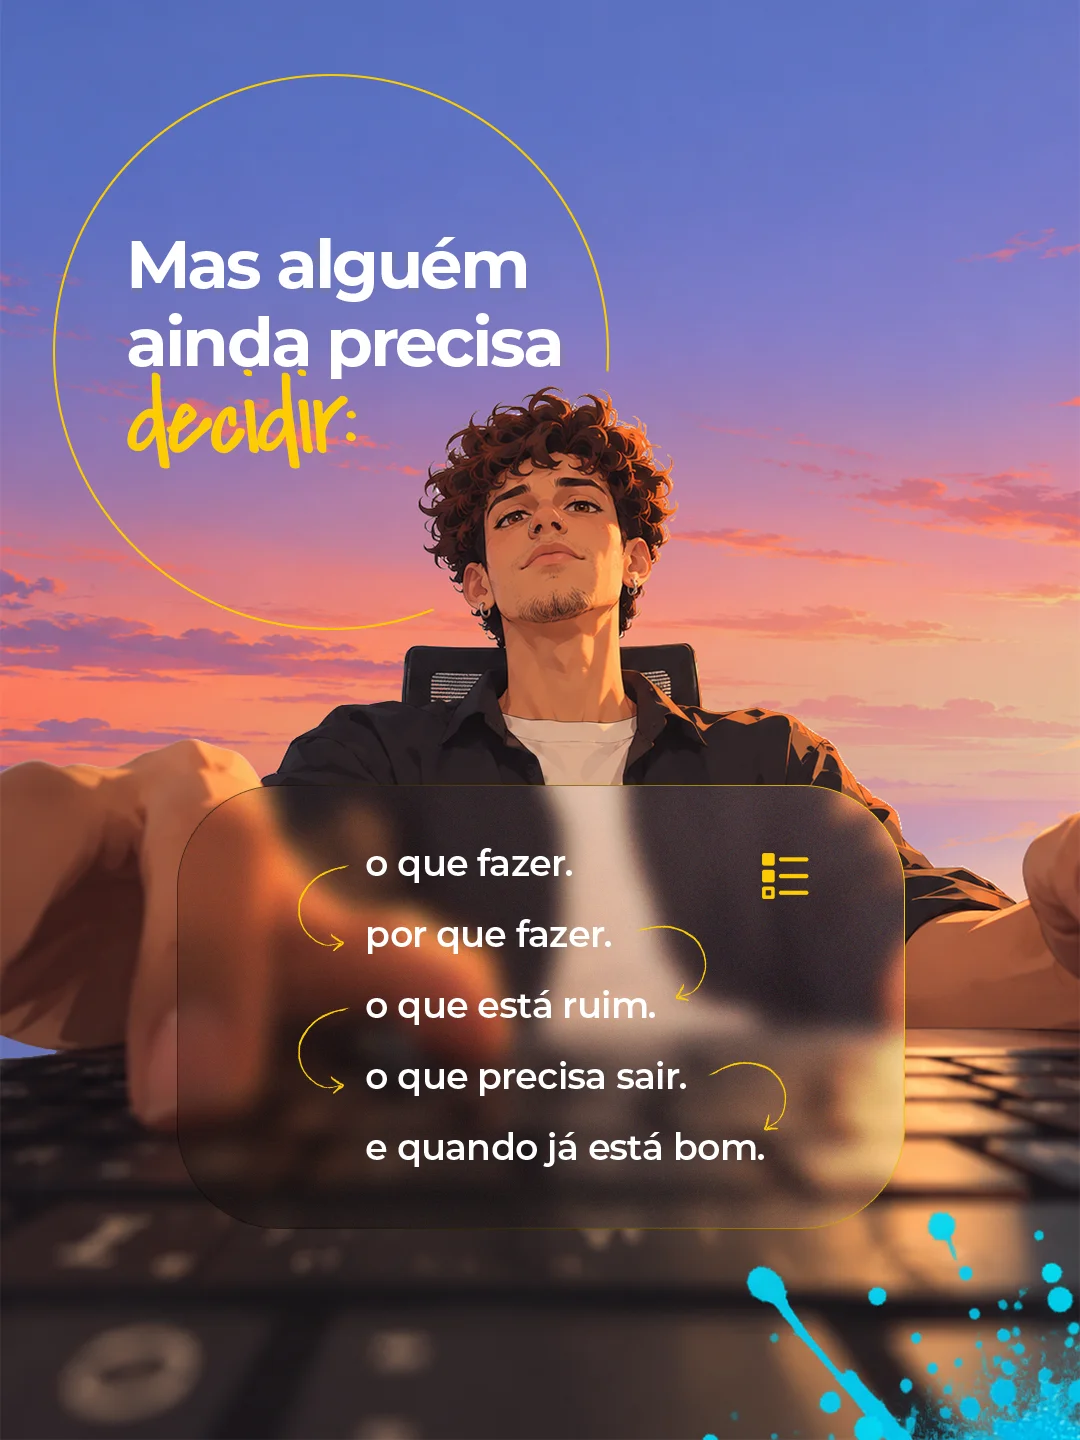 Mas alguém
ainda precisa
decidir:
o que fazer.
por que fazer.
o que está ruim.
o que precisa sair.
e quando já está bom.